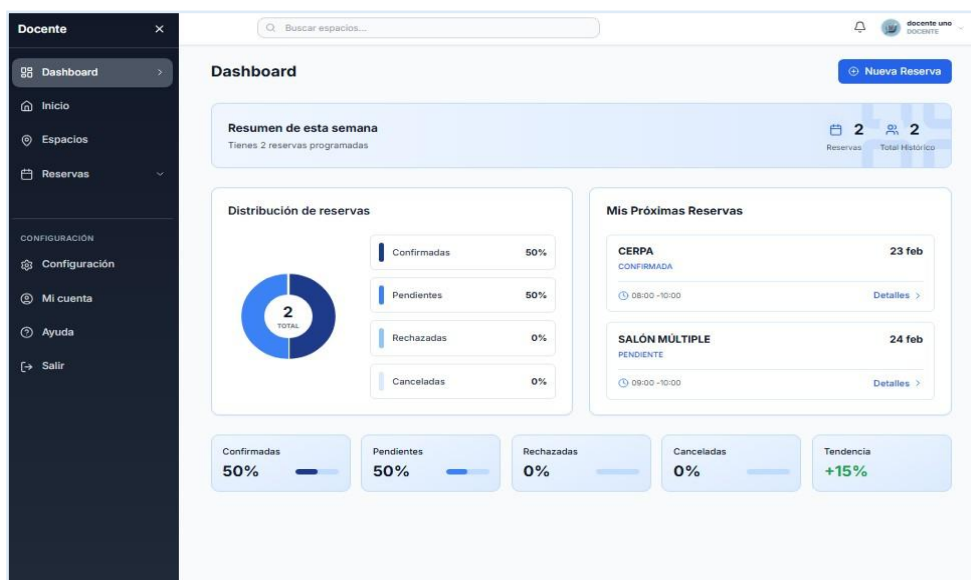 Docente ×
Dashboard
Inicio
Espacios
Reservas
CONFIGURACIÓN
Configuración
Mi cuenta
Ayuda
Salir
Buscar espacios...
docente uno
DOCENTE
Dashboard
Nueva Reserva
Resumen de esta semana
Tienes 2 reservas programadas
2
Reservas
2
Total Histórico
Distribución de reservas
2
TOTAL
Confirmadas 50%
Pendientes 50%
Rechazadas 0%
Canceladas 0%
Mis Próximas Reservas
CERPA 23 feb
CONFIRMADA
08:00 -10:00 Detalles >
SALÓN MÚLTIPLE 24 feb
PENDIENTE
09:00 -10:00 Detalles >
Confirmadas
50%
Pendientes
50%
Rechazadas
0%
Canceladas
0%
Tendencia
+15%